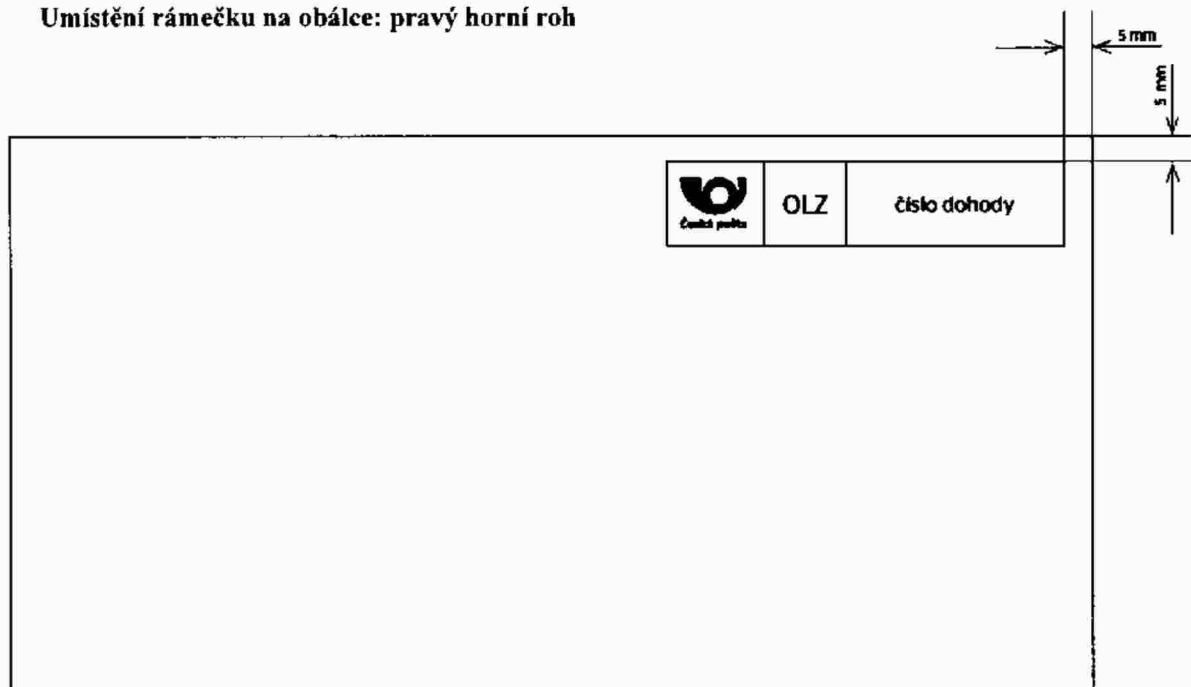 Umístění rámečku na obálce: pravý horní roh
5 mm
5 mm
Česká pošta
OLZ
číslo dohody